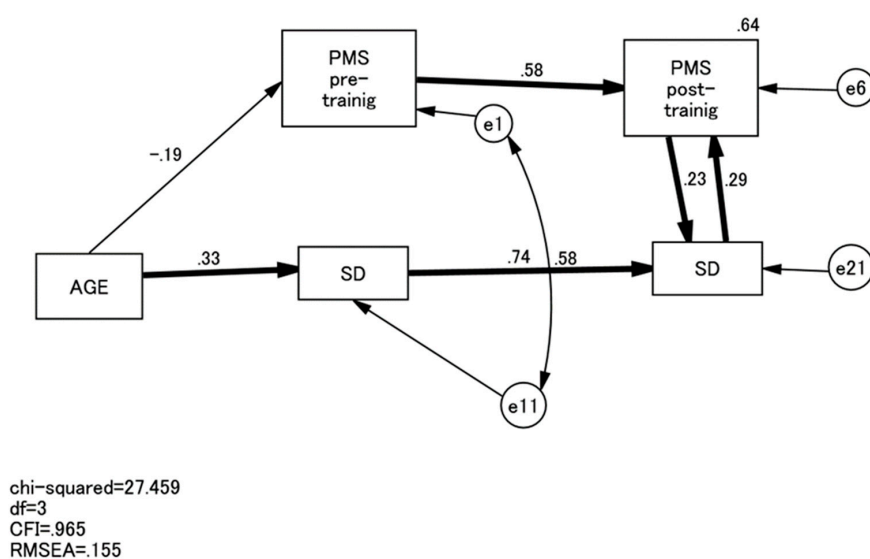 .64
PMS
pre-
trainig
PMS
post-
trainig
.58
e6
e1
-.19
.23
.29
.33
.74
.58
AGE
SD
SD
e21
e11
chi-squared=27.459
df=3
CFI=.965
RMSEA=.155